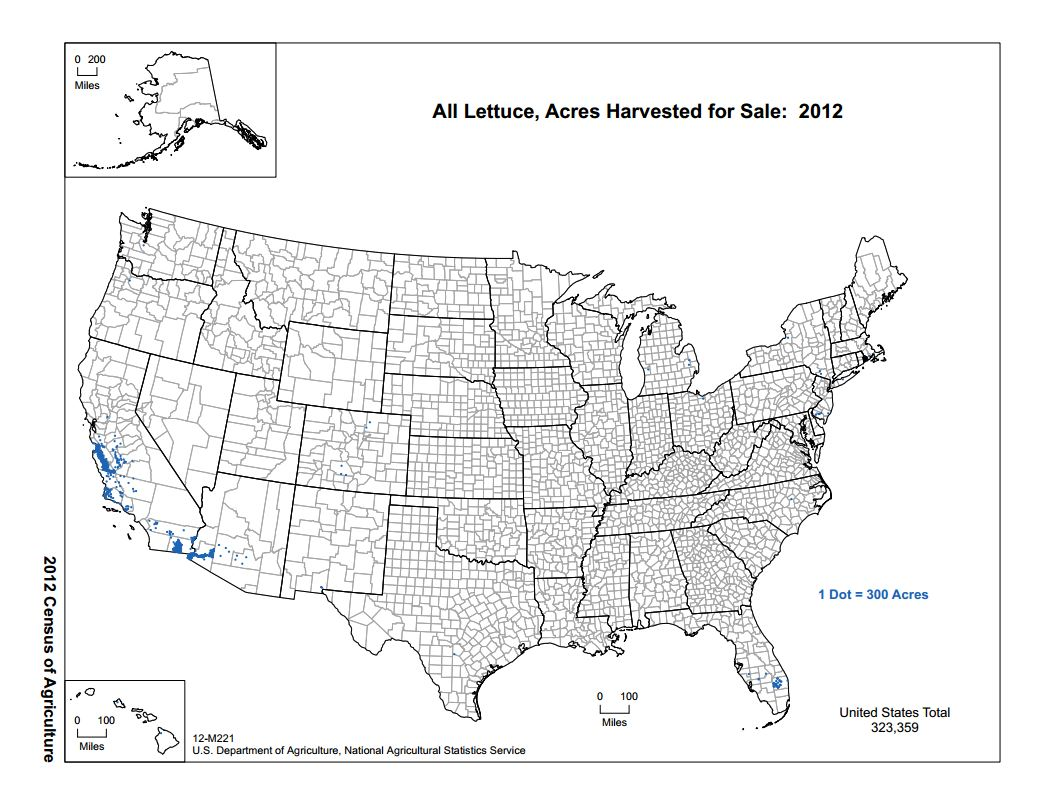 0 200
Miles
All Lettuce, Acres Harvested for Sale: 2012
1 Dot = 300 Acres
2012 Census of Agriculture
0 100
Miles
0 100
Miles
United States Total
323,359
12-M221
U.S. Department of Agriculture, National Agricultural Statistics Service